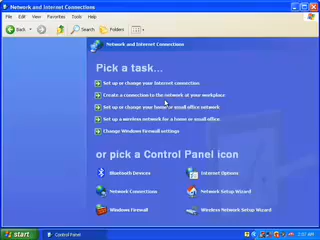 Network and Internet Connections
File Edit View Favorites Tools Help
Back Search Folders
Network and Internet Connections
Pick a task...
Set up or change your Internet connection
Create a connection to the network at your workplace
Set up or change your home or small office network
Set up a wireless network for a home or small office
Change Windows Firewall settings
or pick a Control Panel icon
Bluetooth Devices Internet Options
Network Connections Network Setup Wizard
Windows Firewall Wireless Network Setup Wizard
start Control Panel